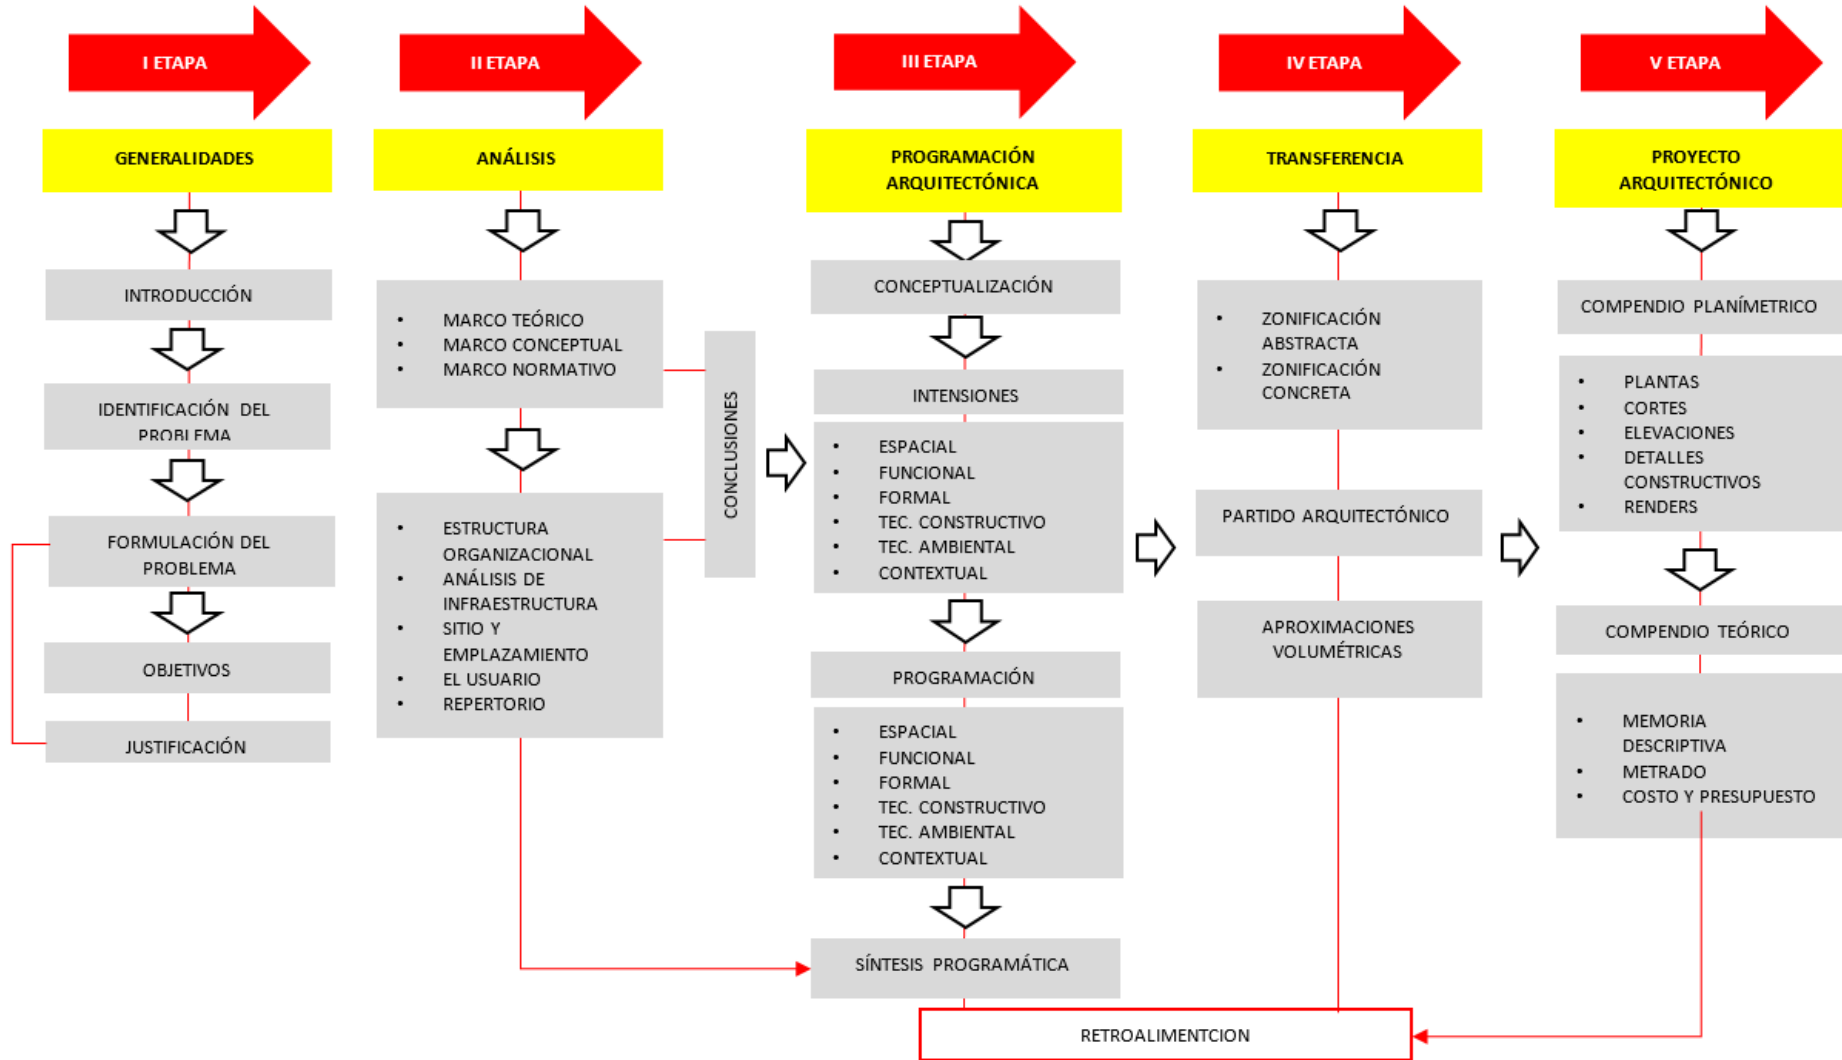 I ETAPA
GENERALIDADES
INTRODUCCIÓN
IDENTIFICACIÓN DEL
PROBLEMA
FORMULACIÓN DEL
PROBLEMA
OBJETIVOS
JUSTIFICACIÓN
II ETAPA
ANÁLISIS
• MARCO TEÓRICO
• MARCO CONCEPTUAL
• MARCO NORMATIVO
• ESTRUCTURA
ORGANIZACIONAL
• ANÁLISIS DE
INFRAESTRUCTURA
• SITIO Y
EMPLAZAMIENTO
• EL USUARIO
• REPERTORIO
CONCLUSIONES
III ETAPA
PROGRAMACIÓN
ARQUITECTÓNICA
CONCEPTUALIZACIÓN
INTENSIONES
• ESPACIAL
• FUNCIONAL
• FORMAL
• TEC. CONSTRUCTIVO
• TEC. AMBIENTAL
• CONTEXTUAL
PROGRAMACIÓN
• ESPACIAL
• FUNCIONAL
• FORMAL
• TEC. CONSTRUCTIVO
• TEC. AMBIENTAL
• CONTEXTUAL
SÍNTESIS PROGRAMÁTICA
IV ETAPA
TRANSFERENCIA
• ZONIFICACIÓN
ABSTRACTA
• ZONIFICACIÓN
CONCRETA
PARTIDO ARQUITECTÓNICO
APROXIMACIONES
VOLUMÉTRICAS
V ETAPA
PROYECTO
ARQUITECTÓNICO
COMPENDIO PLANÍMETRICO
• PLANTAS
• CORTES
• ELEVACIONES
• DETALLES
CONSTRUCTIVOS
• RENDERS
COMPENDIO TEÓRICO
• MEMORIA
DESCRIPTIVA
• METRADO
• COSTO Y PRESUPUESTO
RETROALIMENTCION